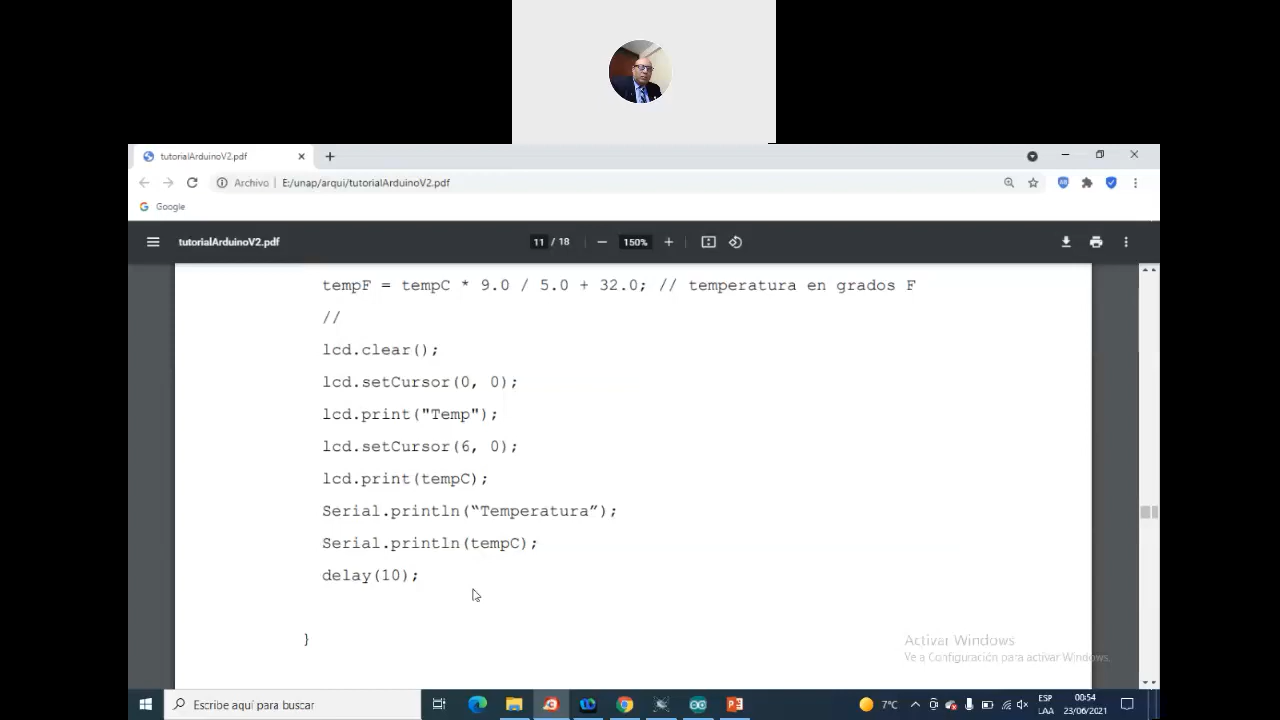 tutorialArduinoV2.pdf
Archivo | E:/unap/arqui/tutorialArduinoV2.pdf
Google
tutorialArduinoV2.pdf
11 / 18
150%
tempF = tempC * 9.0 / 5.0 + 32.0; // temperatura en grados F
//
lcd.clear();
lcd.setCursor(0, 0);
lcd.print("Temp");
lcd.setCursor(6, 0);
lcd.print(tempC);
Serial.println(“Temperatura”);
Serial.println(tempC);
delay(10);
}
Activar Windows
Ve a Configuración para activar Windows.
Escribe aquí para buscar
7°C
ESP
LAA
00:54
23/06/2021